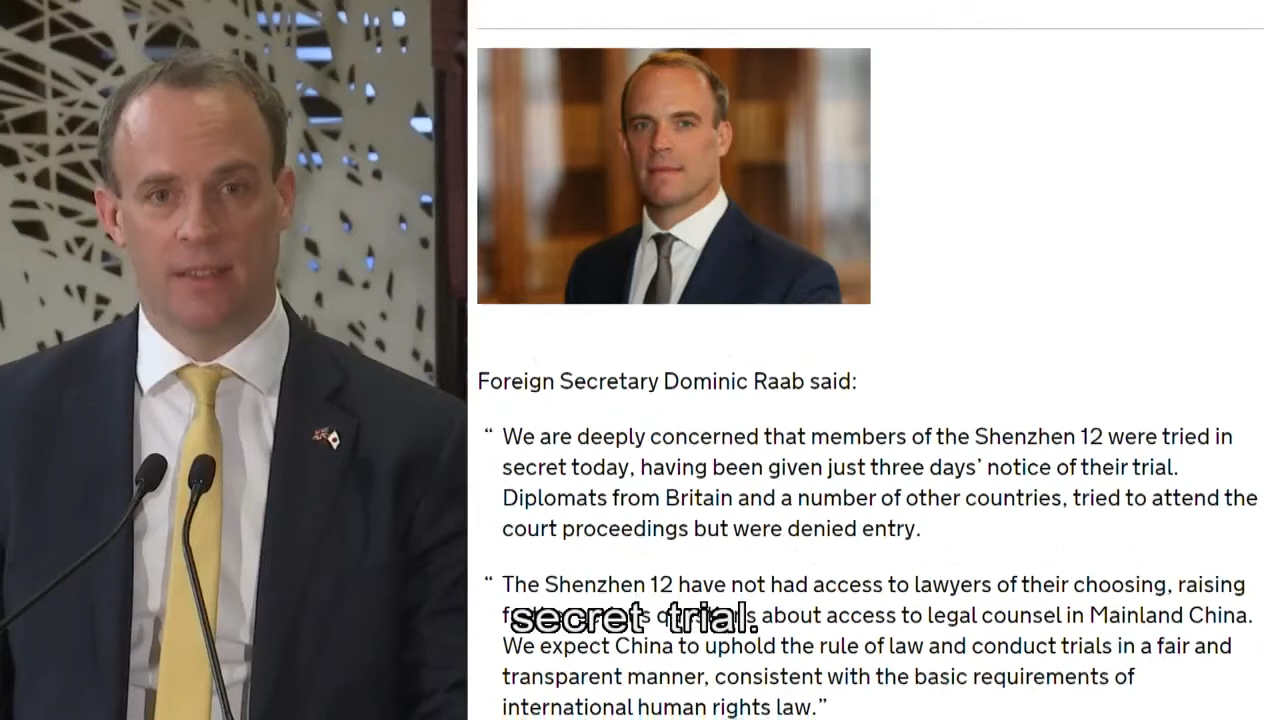 Foreign Secretary Dominic Raab said:
“ We are deeply concerned that members of the Shenzhen 12 were tried in
secret today, having been given just three days’ notice of their trial.
Diplomats from Britain and a number of other countries, tried to attend the
court proceedings but were denied entry.
“ The Shenzhen 12 have not had access to lawyers of their choosing, raising
about access to legal counsel in Mainland China.
secret trial.
We expect China to uphold the rule of law and conduct trials in a fair and
transparent manner, consistent with the basic requirements of
international human rights law.”